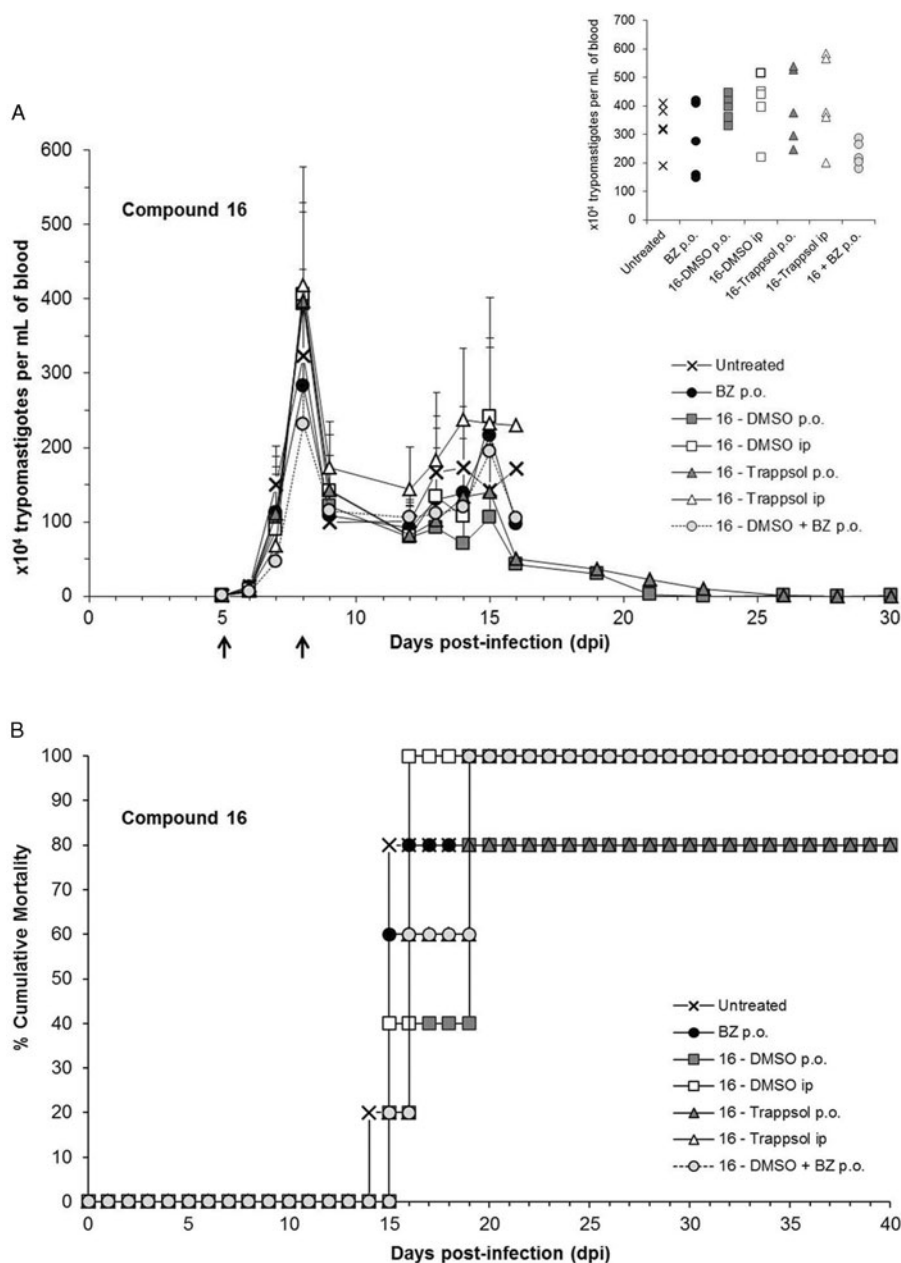 A
Compound 16
x10⁴ trypomastigotes per mL of blood
600
500
400
300
200
100
0
0 5 10 15 20 25 30
Days post-infection (dpi)
x10⁴ trypomastigotes per mL of blood
700
600
500
400
300
200
100
0
Untreated
BZ p.o.
16-DMSO p.o.
16-DMSO ip
16-Trappsol p.o.
16-Trappsol ip
16 + BZ p.o.
Untreated
BZ p.o.
16 - DMSO p.o.
16 - DMSO ip
16 - Trappsol p.o.
16 - Trappsol ip
16 - DMSO + BZ p.o.
B
Compound 16
% Cumulative Mortality
100
90
80
70
60
50
40
30
20
10
0
0 5 10 15 20 25 30 35 40
Days post-infection (dpi)
Untreated
BZ p.o.
16 - DMSO p.o.
16 - DMSO ip
16 - Trappsol p.o.
16 - Trappsol ip
16 - DMSO + BZ p.o.